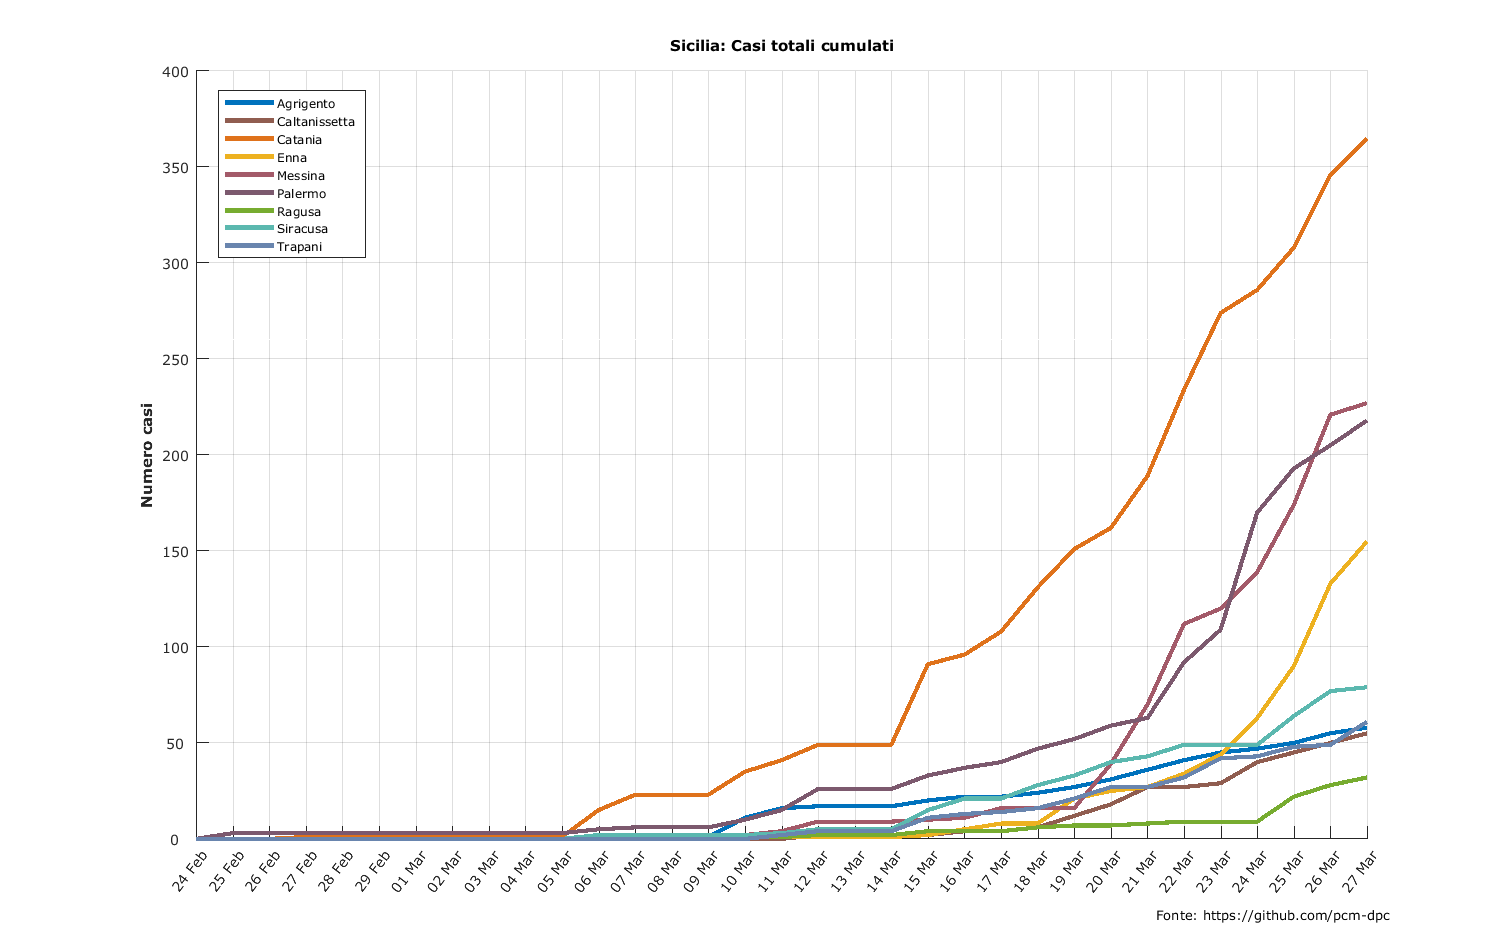 Sicilia: Casi totali cumulati
400
350
300
250
200
150
100
50
0
Numero casi
Agrigento
Caltanissetta
Catania
Enna
Messina
Palermo
Ragusa
Siracusa
Trapani
24 Feb
25 Feb
26 Feb
27 Feb
28 Feb
29 Feb
01 Mar
02 Mar
03 Mar
04 Mar
05 Mar
06 Mar
07 Mar
08 Mar
09 Mar
10 Mar
11 Mar
12 Mar
13 Mar
14 Mar
15 Mar
16 Mar
17 Mar
18 Mar
19 Mar
20 Mar
21 Mar
22 Mar
23 Mar
24 Mar
25 Mar
26 Mar
27 Mar
Fonte: https://github.com/pcm-dpc